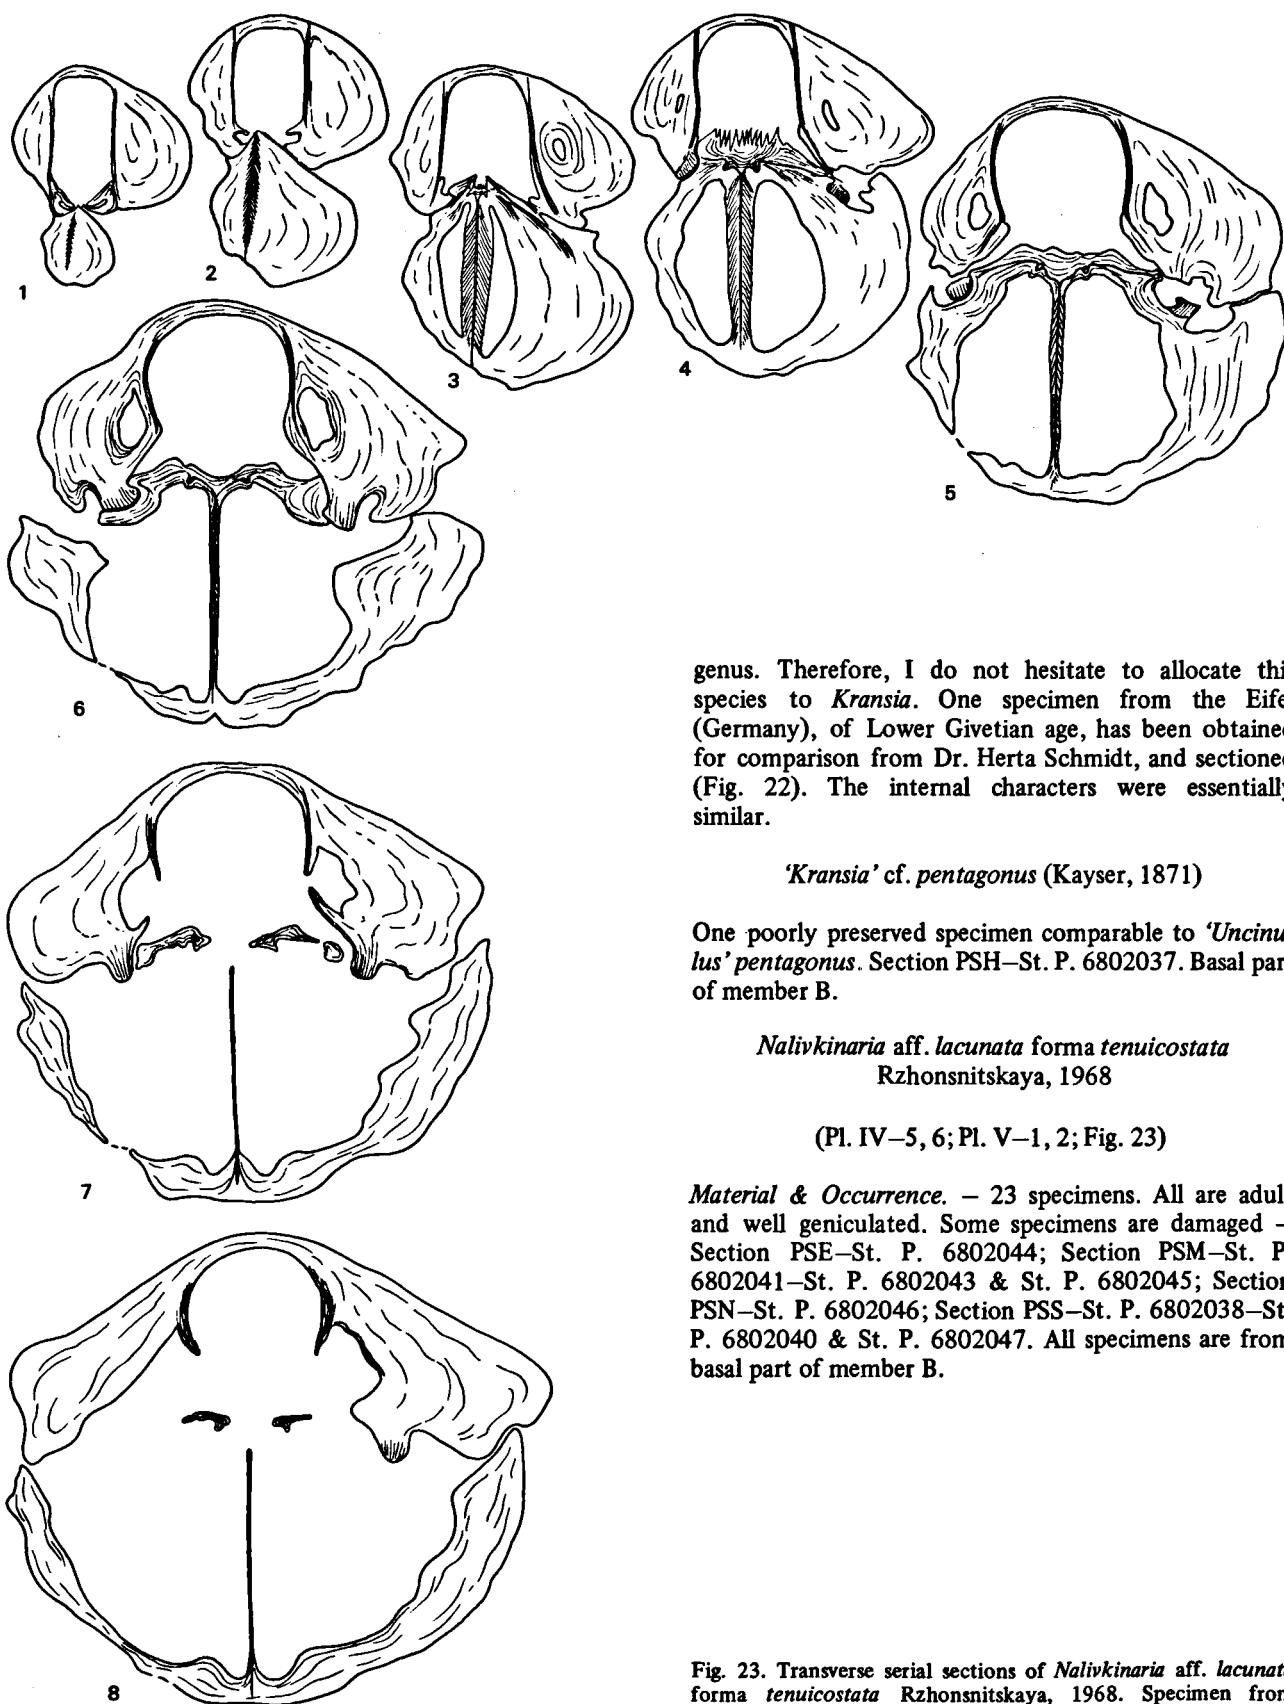 1
2
3
4
5
6
7
8
genus. Therefore, I do not hesitate to allocate thi
species to Kransia. One specimen from the Eife
(Germany), of Lower Givetian age, has been obtaine
for comparison from Dr. Herta Schmidt, and sectione
(Fig. 22). The internal characters were essentiall
similar.
'Kransia' cf. pentagonus (Kayser, 1871)
One poorly preserved specimen comparable to 'Uncinu
lus' pentagonus. Section PSH–St. P. 6802037. Basal par
of member B.
Nalivkinaria aff. lacunata forma tenuicostata
Rzhonsnitskaya, 1968
(Pl. IV–5, 6; Pl. V–1, 2; Fig. 23)
Material & Occurrence. – 23 specimens. All are adul
and well geniculated. Some specimens are damaged –
Section PSE–St. P. 6802044; Section PSM–St. P
6802041–St. P. 6802043 & St. P. 6802045; Section
PSN–St. P. 6802046; Section PSS–St. P. 6802038–St
P. 6802040 & St. P. 6802047. All specimens are from
basal part of member B.
Fig. 23. Transverse serial sections of Nalivkinaria aff. lacunat
forma tenuicostata Rzhonsnitskaya, 1968. Specimen from